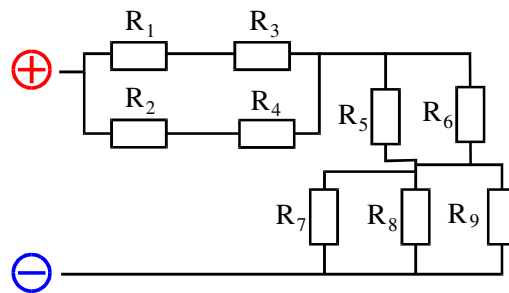 R₁ R₃
R₂ R₄
R₅ R₆
R₇ R₈ R₉